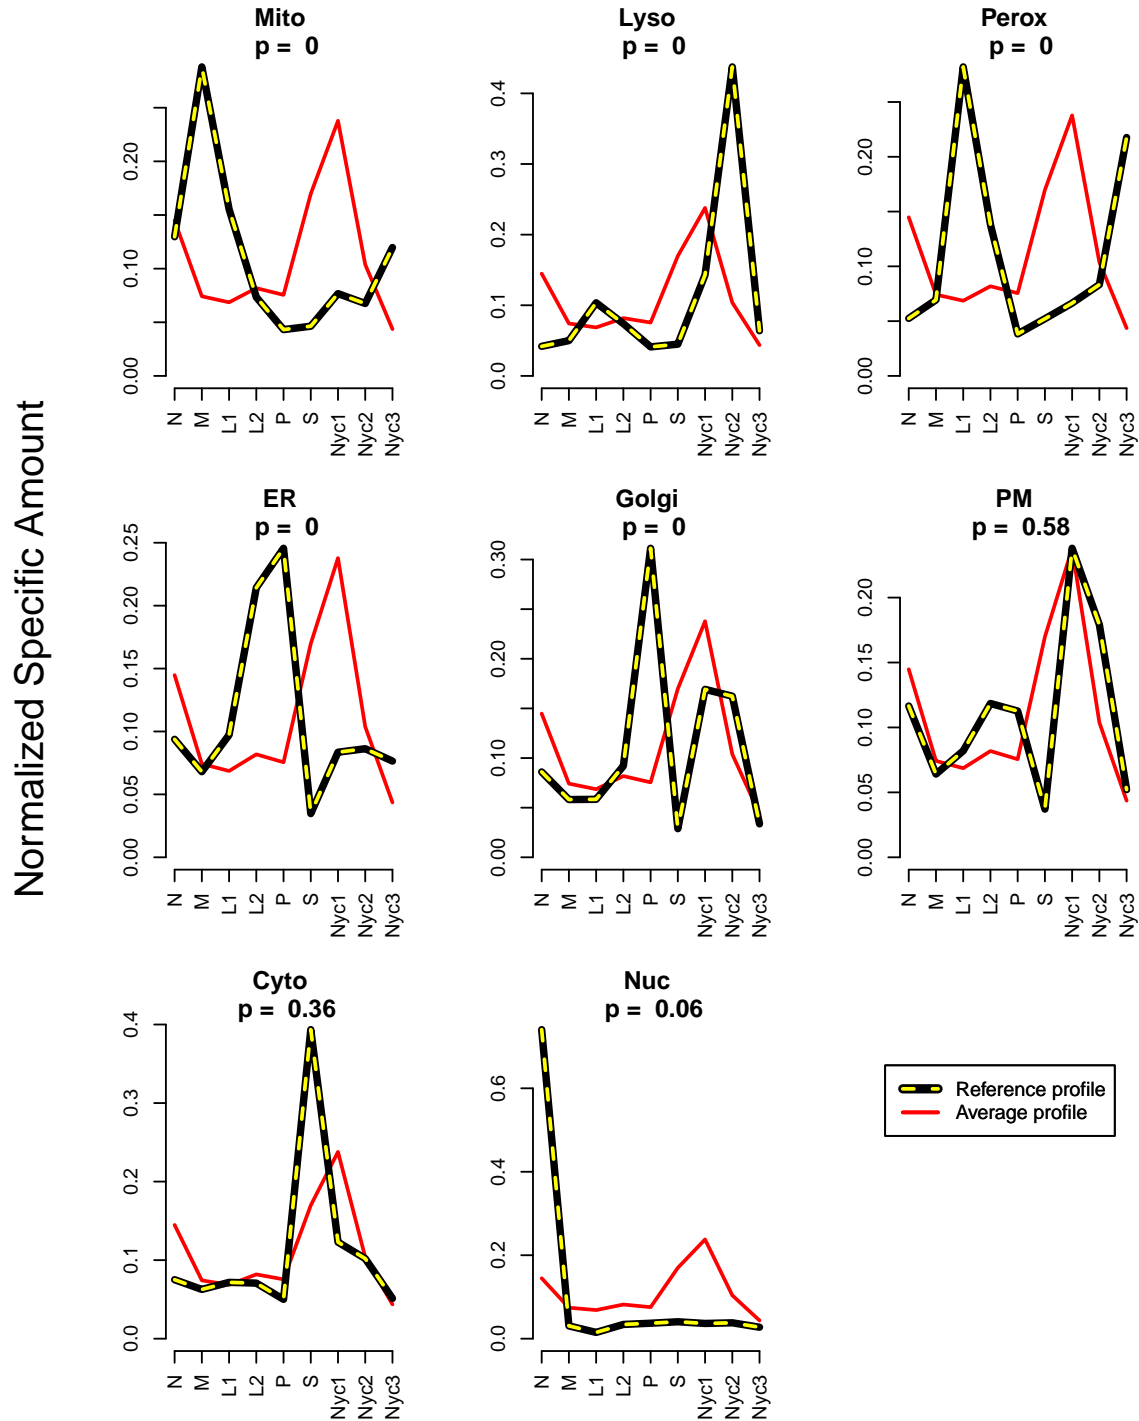 Normalized Specific Amount
Mito
p = 0
0.00
0.10
0.20
N
M
L1
L2
P
S
Nyc1
Nyc2
Nyc3
Lyso
p = 0
0.0
0.1
0.2
0.3
0.4
N
M
L1
L2
P
S
Nyc1
Nyc2
Nyc3
Perox
p = 0
0.00
0.10
0.20
N
M
L1
L2
P
S
Nyc1
Nyc2
Nyc3
ER
p = 0
0.00
0.05
0.10
0.15
0.20
0.25
N
M
L1
L2
P
S
Nyc1
Nyc2
Nyc3
Golgi
p = 0
0.00
0.10
0.20
0.30
N
M
L1
L2
P
S
Nyc1
Nyc2
Nyc3
PM
p = 0.58
0.00
0.05
0.10
0.15
0.20
N
M
L1
L2
P
S
Nyc1
Nyc2
Nyc3
Cyto
p = 0.36
0.0
0.1
0.2
0.3
0.4
N
M
L1
L2
P
S
Nyc1
Nyc2
Nyc3
Nuc
p = 0.06
0.0
0.2
0.4
0.6
N
M
L1
L2
P
S
Nyc1
Nyc2
Nyc3
Reference profile
Average profile